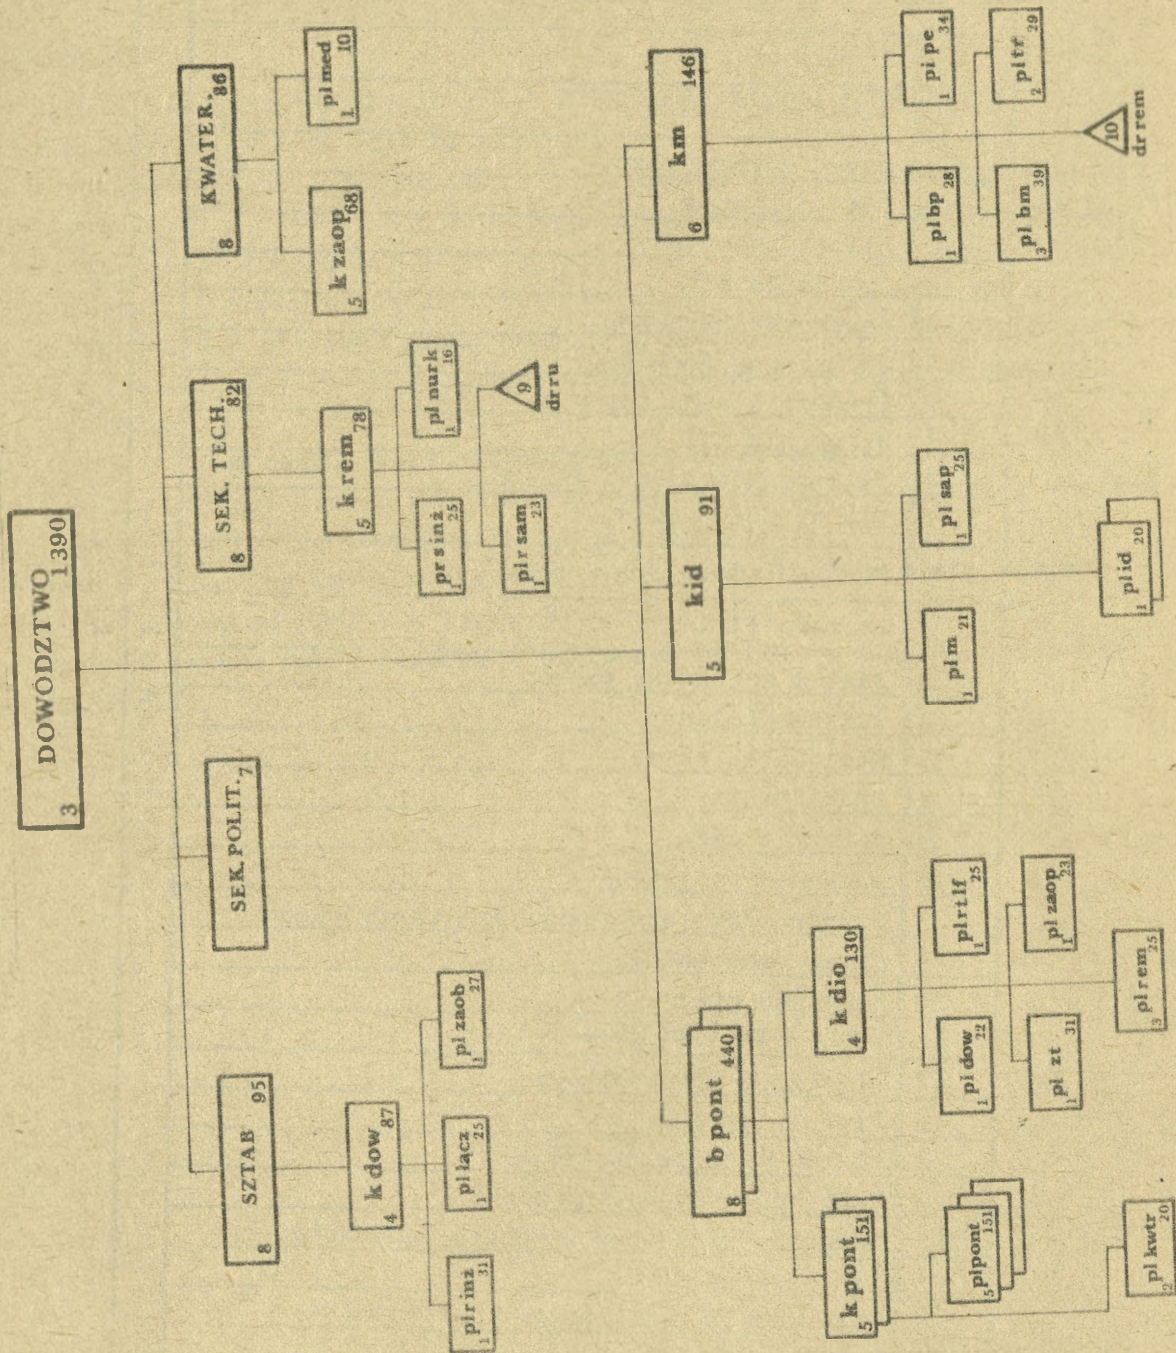 DOWODZTWO
3 1390
SZTAB
8 95
SEK. POLIT.
7
SEK. TECH.
8 82
KWATER.
8 86
k dow
4 87
k rem
5 78
k zaop
5 68
pl med
1 10
pl r inż
1 31
pl łącz
1 25
pl zaob
1 27
pr s inż
1 25
pl nurk
1 16
pl r sam
1 23
9
dr ru
b pont
8 440
kid
5 91
km
6 146
k pont
5 151
k dio
4 130
pl m
1 21
pl sap
1 25
pl bp
1 28
pi pe
1 34
plpont
5 151
pl dow
1 22
pl rtlf
1 25
pl id
1 20
pl bm
3 39
pl tr
2 29
pl zt
1 31
pl zaop
1 23
10
dr rem
pl kwtr
2 20
pl rem
3 25